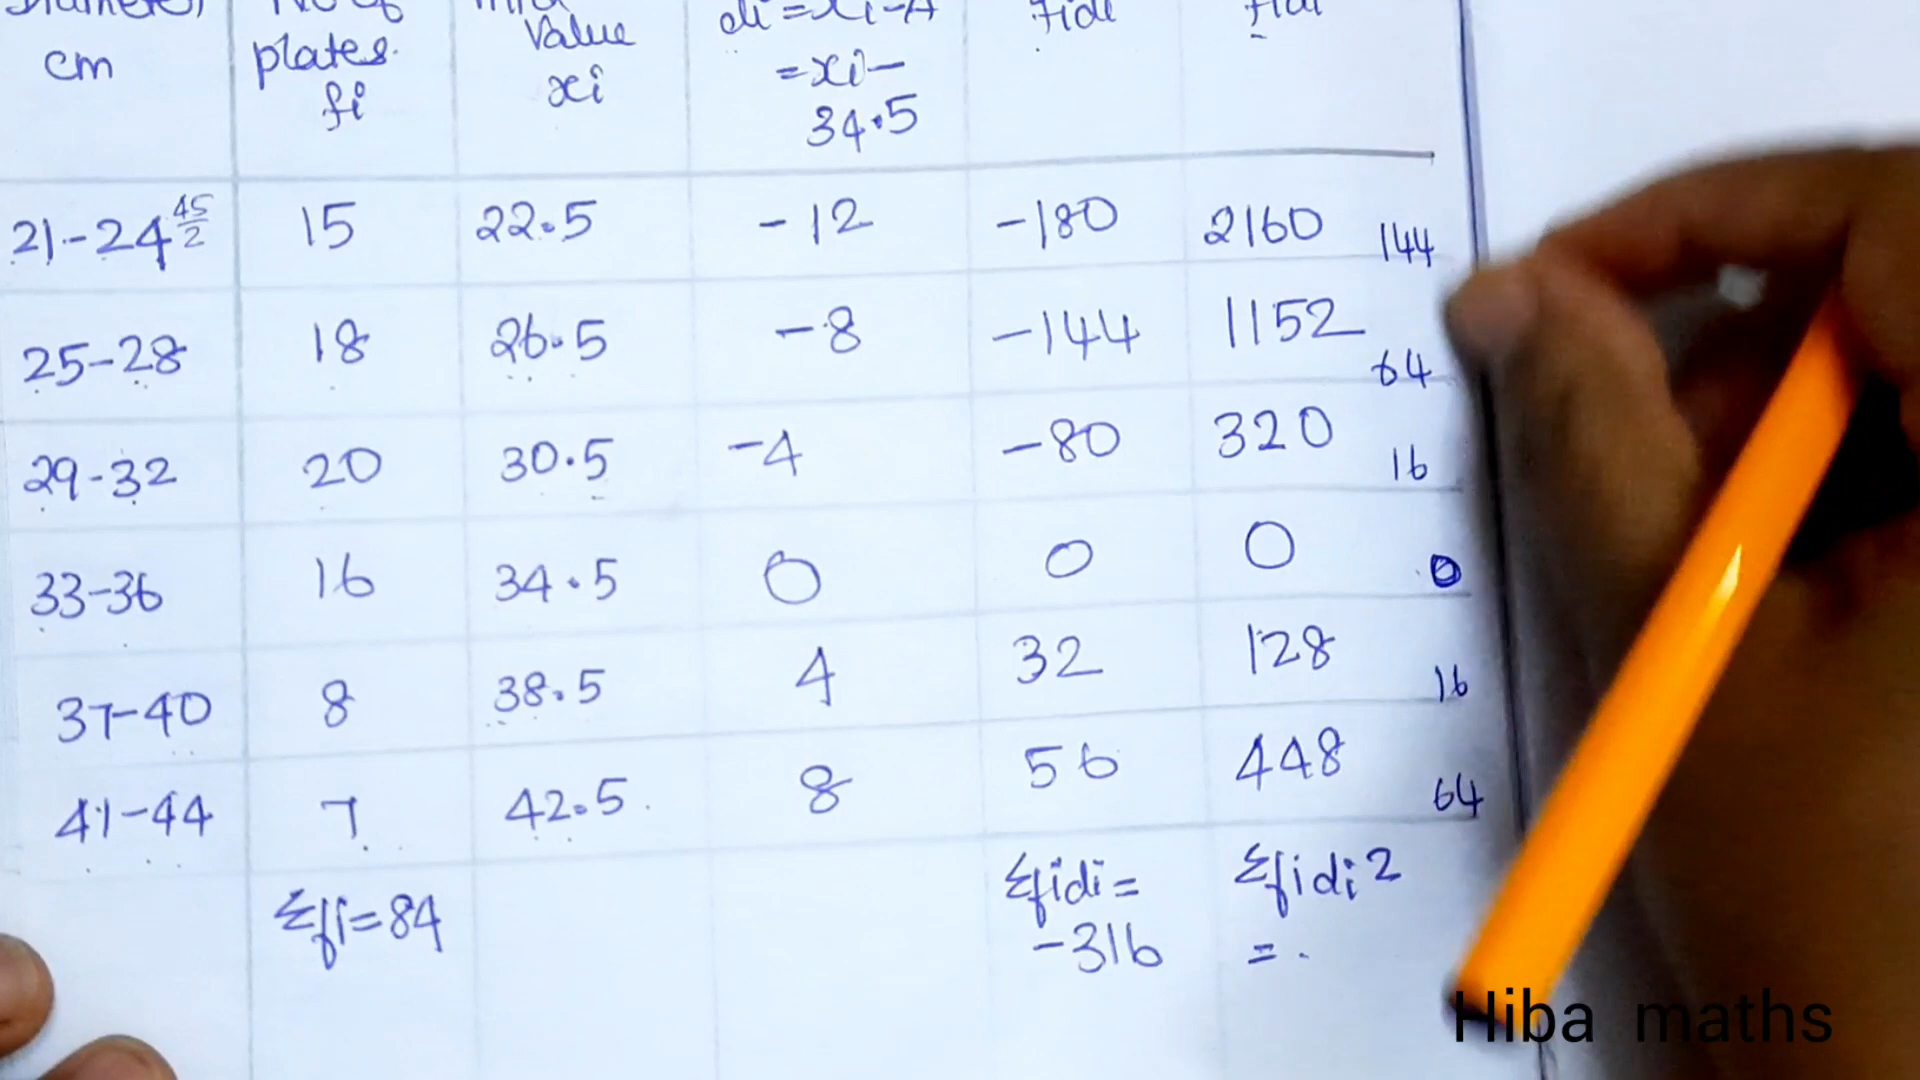 cm plates. Value =xi-
fi xi 34.5
21-24 45/2 15 22.5 -12 -180 2160 144
25-28 18 26.5 -8 -144 1152 64
29-32 20 30.5 -4 -80 320 16
33-36 16 34.5 0 0 0 0
37-40 8 38.5 4 32 128 16
41-44 7 42.5 8 56 448 64
Σfi=84 Σfidi= Σfidi2
-316 = .
Hiba maths